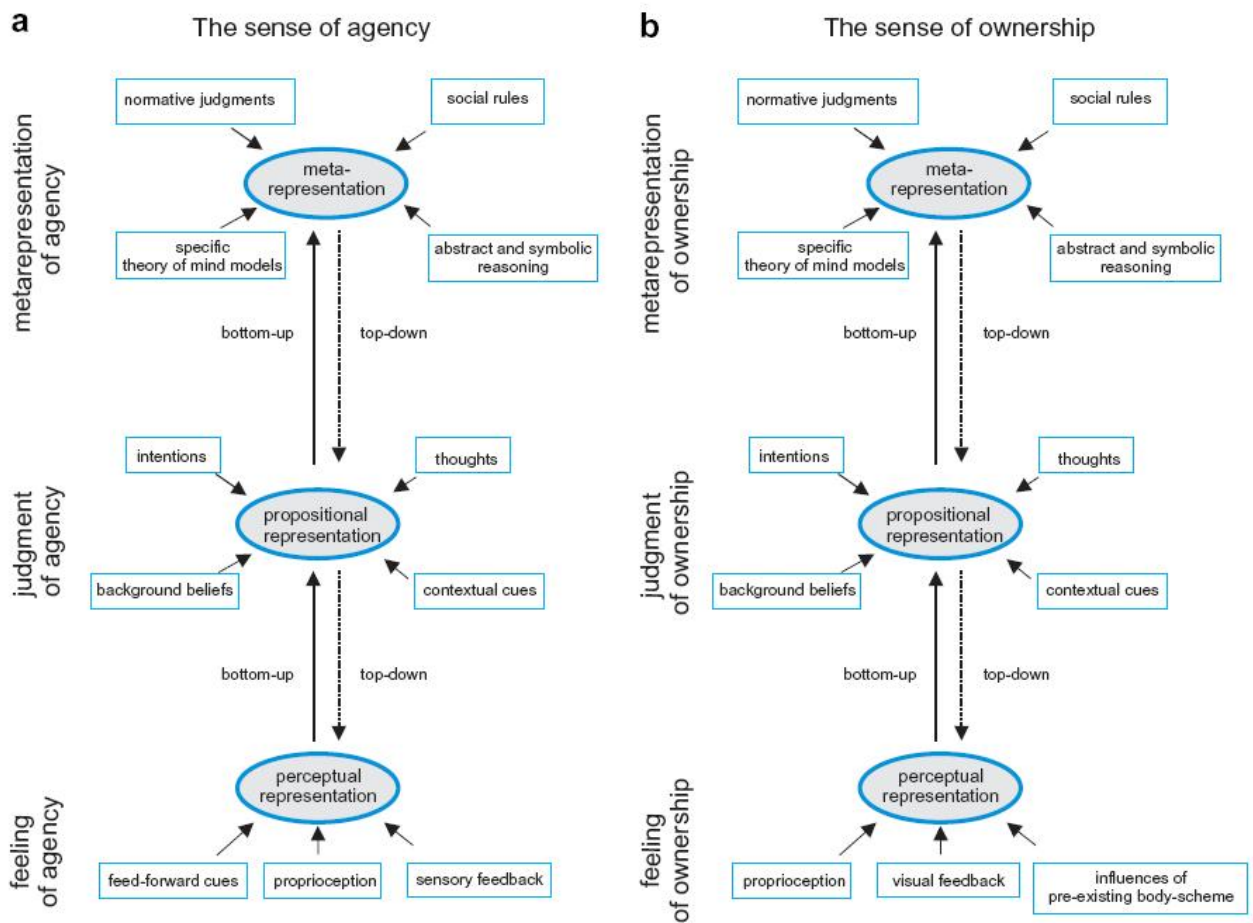 a
The sense of agency
normative judgments
social rules
meta-
representation
specific
theory of mind models
abstract and symbolic
reasoning
metarepresentation
of agency
bottom-up
top-down
intentions
thoughts
propositional
representation
background beliefs
contextual cues
judgment
of agency
bottom-up
top-down
perceptual
representation
feed-forward cues
proprioception
sensory feedback
feeling
of agency
b
The sense of ownership
normative judgments
social rules
meta-
representation
specific
theory of mind models
abstract and symbolic
reasoning
metarepresentation
of ownership
bottom-up
top-down
intentions
thoughts
propositional
representation
background beliefs
contextual cues
judgment
of ownership
bottom-up
top-down
perceptual
representation
proprioception
visual feedback
influences of
pre-existing body-scheme
feeling
of ownership